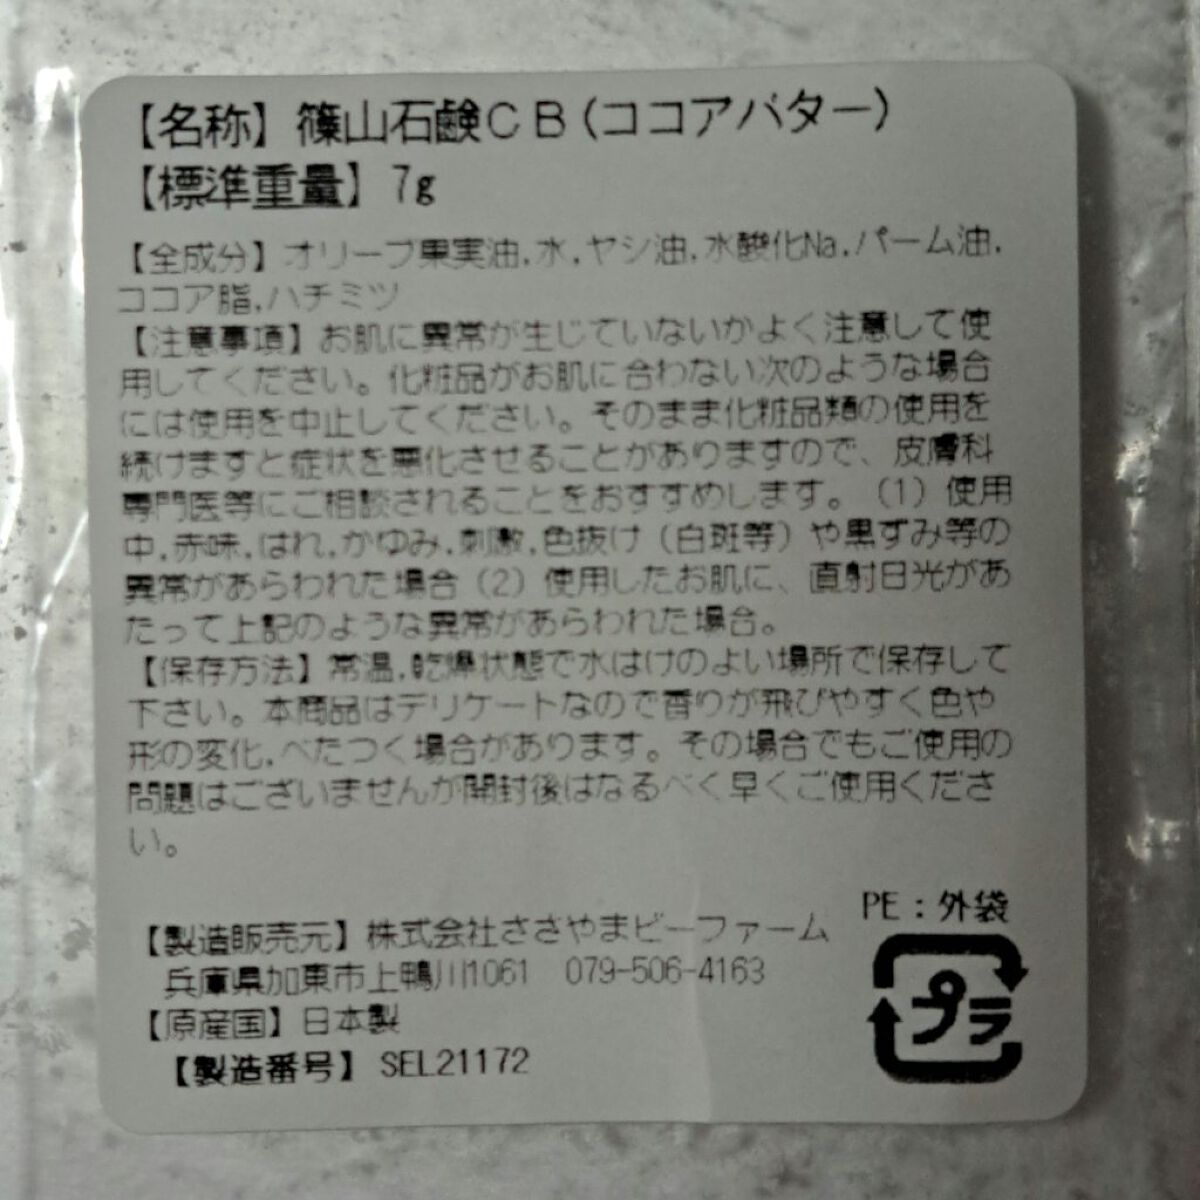 【名称】篠山石鹸CB(ココアバター)
【標準重量】7g
【全成分】オリーブ果実油,水,ヤシ油,水酸化Na,パーム油,
ココア脂,ハチミツ
【注意事項】お肌に異常が生じていないかよく注意して使
用してください。化粧品がお肌に合わない次のような場合
には使用を中止してください。そのまま化粧品類の使用を
続けますと症状を悪化させることがありますので、皮膚科
専門医等にご相談されることをおすすめします。(1)使用
中,赤味,はれ,かゆみ,刺激,色抜け(白斑等)や黒ずみ等の
異常があらわれた場合(2)使用したお肌に、直射日光があ
たって上記のような異常があらわれた場合。
【保存方法】常温,乾燥状態で水はけのよい場所で保存して
下さい。本商品はデリケートなので香りが飛びやすく色や
形の変化,べたつく場合があります。その場合でもご使用の
問題はございませんが開封後はなるべく早くご使用くださ
い。
PE:外袋
プラ
【製造販売元】株式会社ささやまビーファーム
兵庫県加東市上鴨川1061 079-506-4163
【原産国】日本製
【製造番号】SEL21172